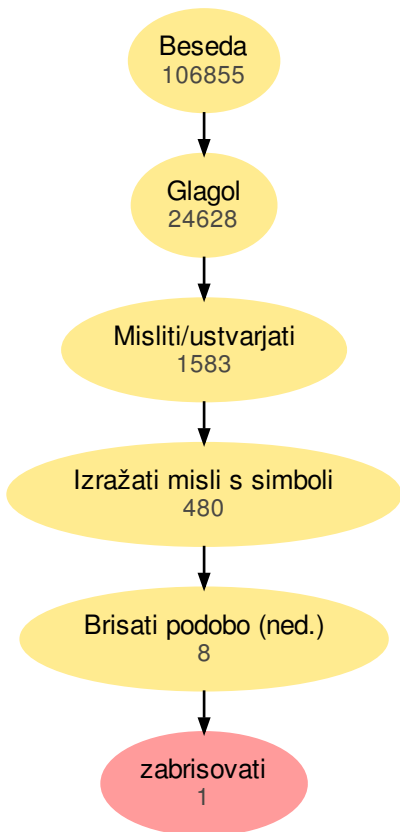 Beseda
106855
Glagol
24628
Misliti/ustvarjati
1583
Izražati misli s simboli
480
Brisati podobo (ned.)
8
zabrisovati
1